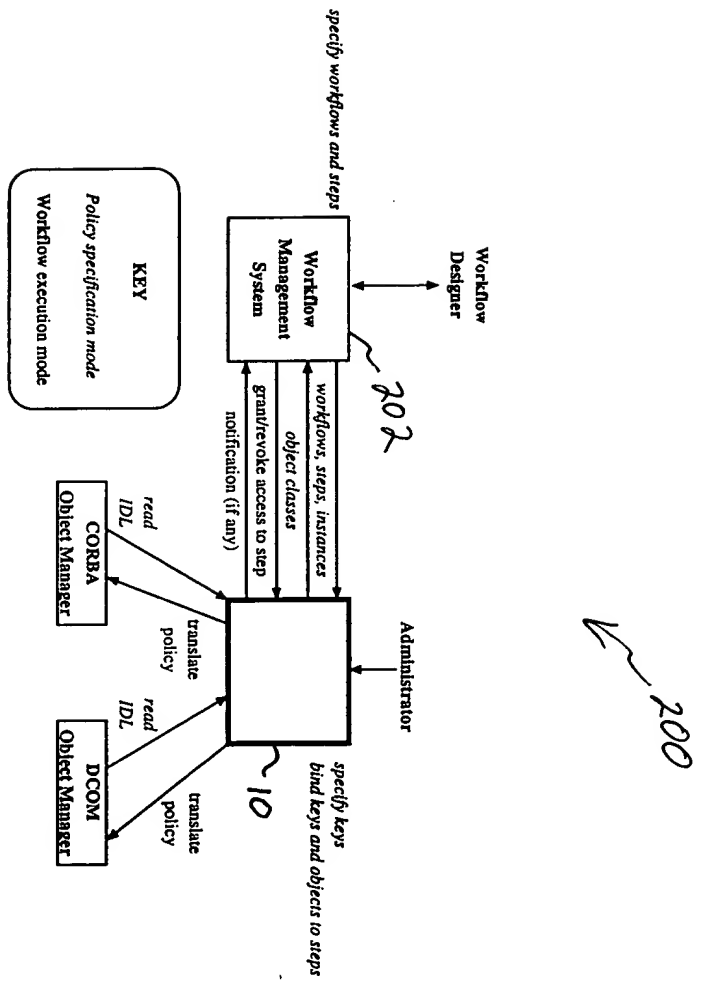 200
Workflow
Designer
Administrator
specify workflows and steps
202
specify keys
bind keys and objects to steps
Workflow
Management
System
workflows, steps, instances
object classes
grant/revoke access to step
notification (if any)
10
KEY
Policy specification mode
Workflow execution mode
read
IDL
translate
policy
read
IDL
translate
policy
CORBA
Object Manager
DCOM
Object Manager